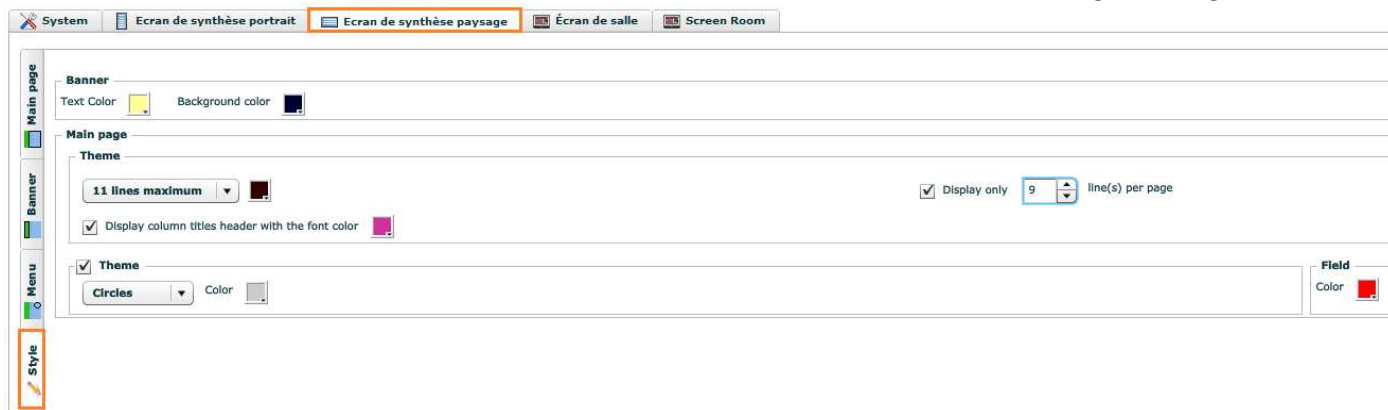 System
Ecran de synthèse portrait
Ecran de synthèse paysage
Écran de salle
Screen Room
Main page
Banner
Menu
Style
Banner
Text Color
Background color
Main page
Theme
11 lines maximum
Display only 9 line(s) per page
Display column titles header with the font color
Theme
Circles
Color
Field
Color